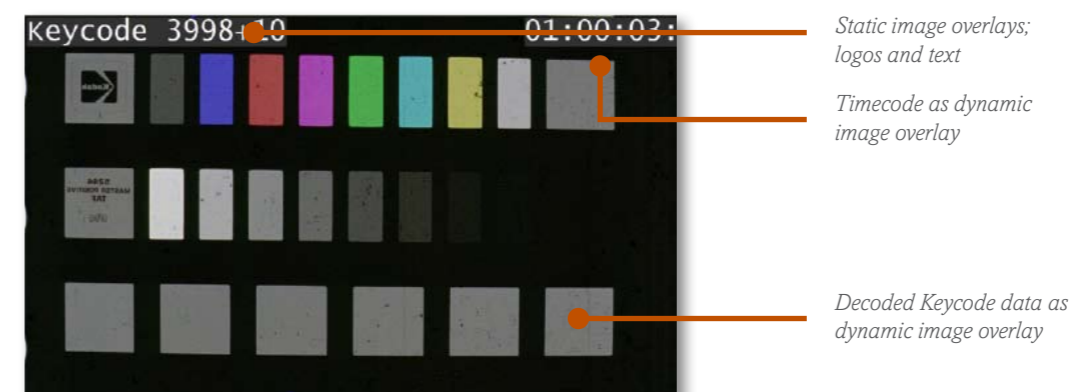 Keycode 3998+10 01:00:03:
Static image overlays;
logos and text
Timecode as dynamic
image overlay
Decoded Keycode data as
dynamic image overlay